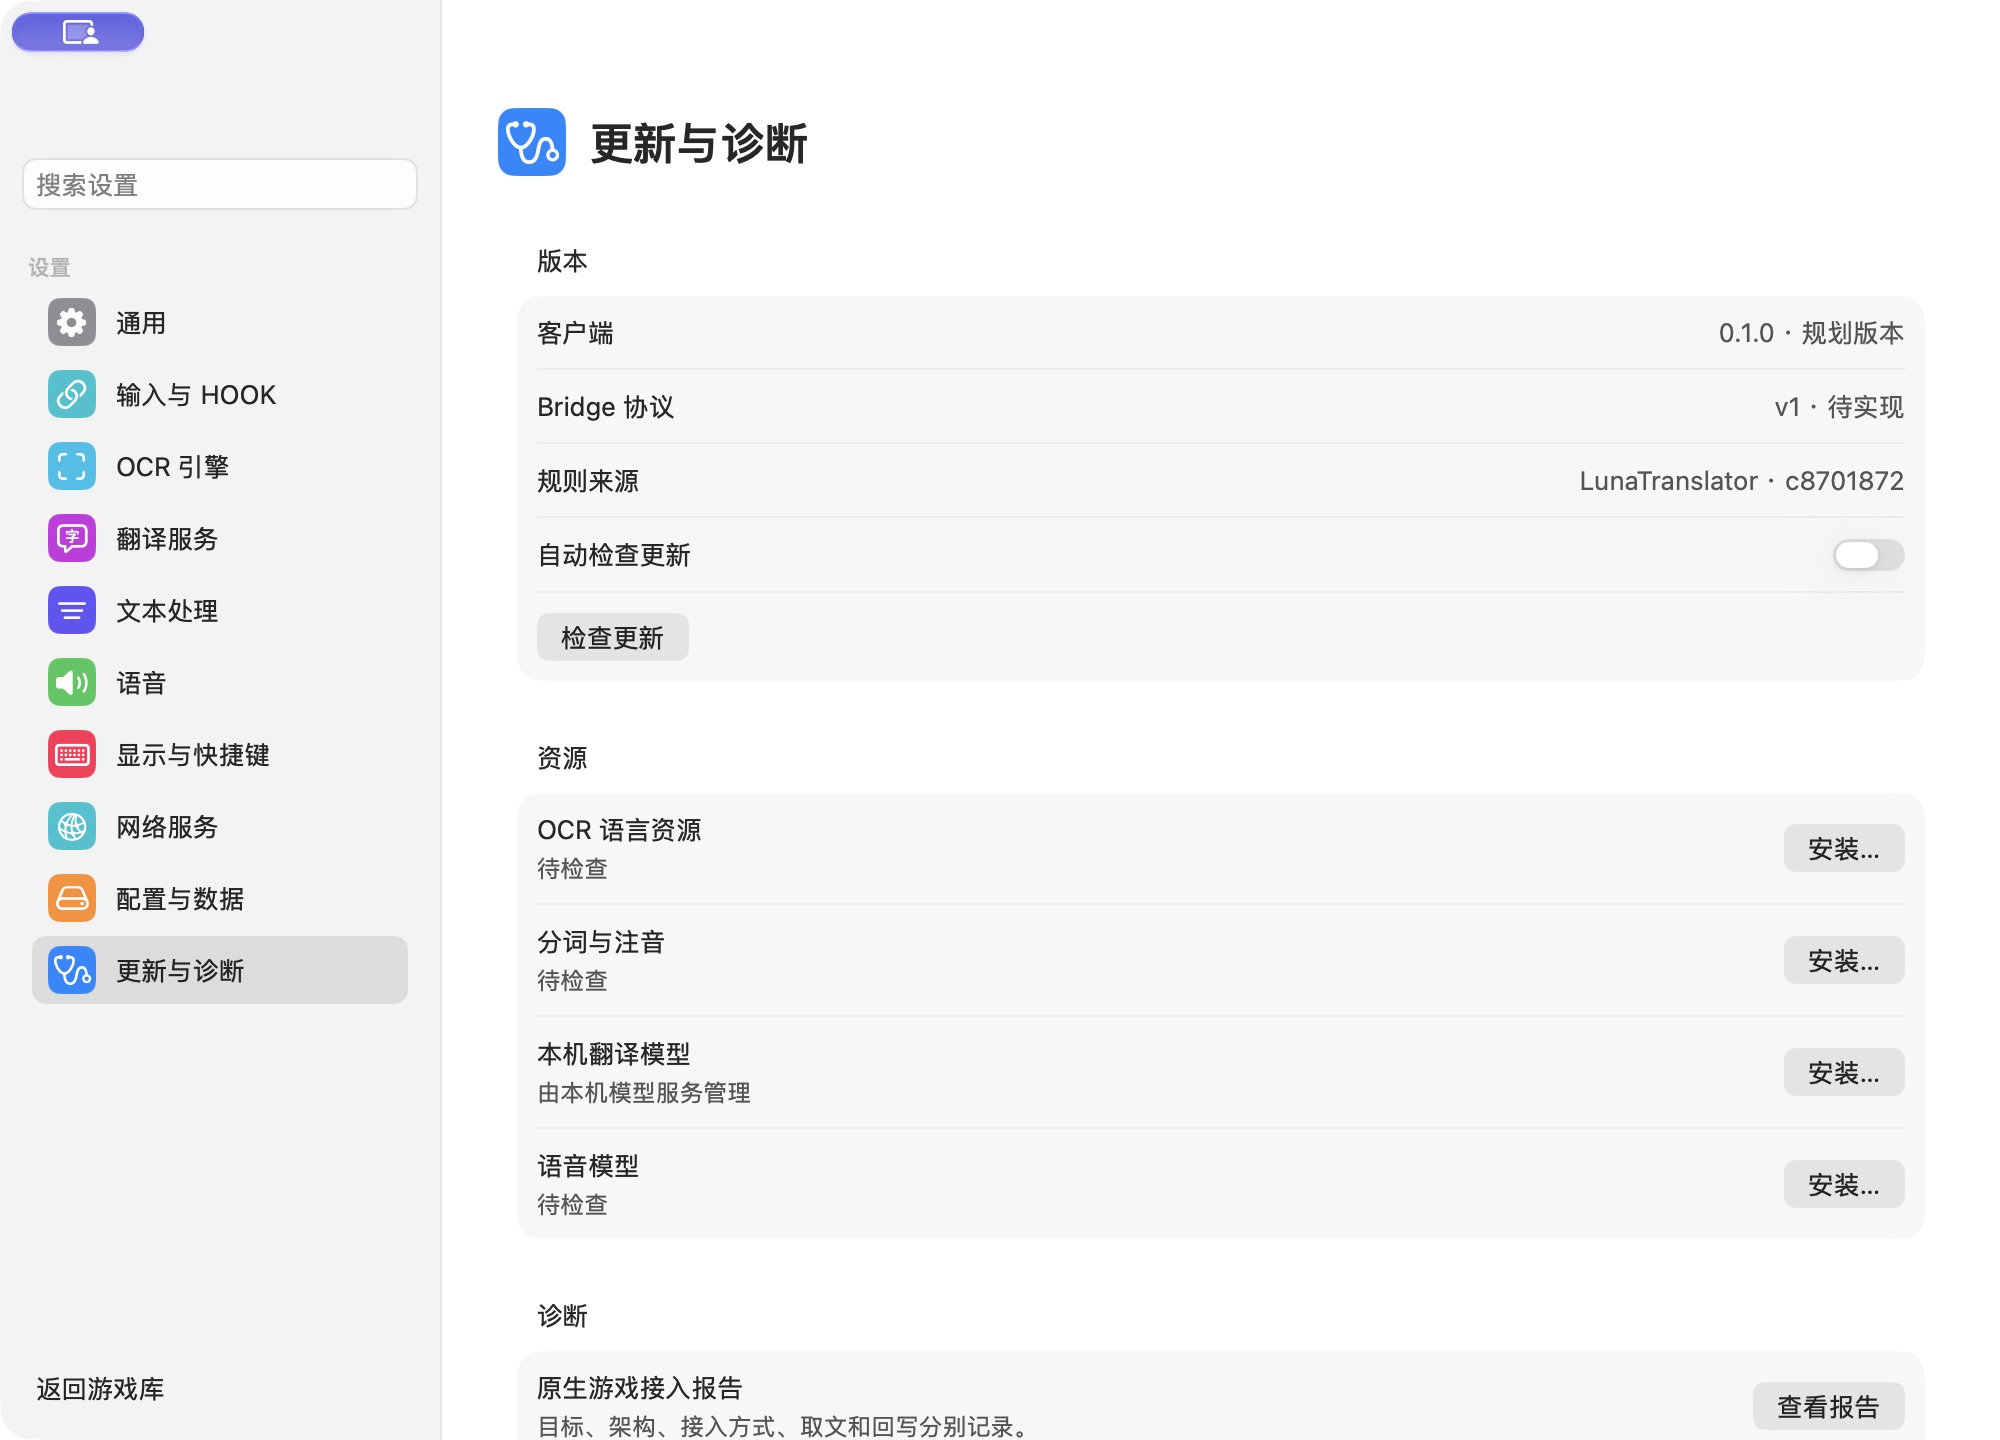 搜索设置
设置
通用
输入与 HOOK
OCR 引擎
字
翻译服务
文本处理
语音
显示与快捷键
网络服务
配置与数据
更新与诊断
返回游戏库
更新与诊断
版本
客户端
0.1.0 · 规划版本
Bridge 协议
v1 · 待实现
规则来源
LunaTranslator · c8701872
自动检查更新
检查更新
资源
OCR 语言资源
待检查
安装...
分词与注音
待检查
安装...
本机翻译模型
由本机模型服务管理
安装...
语音模型
待检查
安装...
诊断
原生游戏接入报告
目标、架构、接入方式、取文和回写分别记录。
查看报告